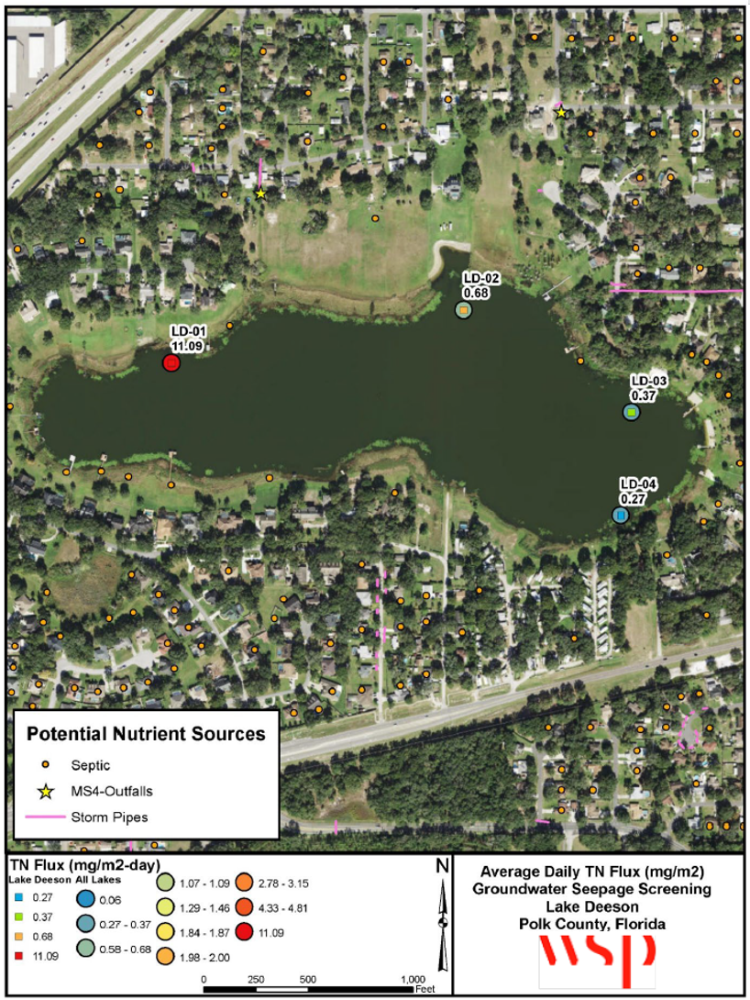 LD-02
0.68
LD-01
11.09
LD-03
0.37
LD-04
0.27
Potential Nutrient Sources
Septic
MS4-Outfalls
Storm Pipes
TN Flux (mg/m2-day)
Lake Deeson All Lakes
0.27
0.37
0.68
11.09
0.06
0.27 - 0.37
0.58 - 0.68
1.07 - 1.09
1.29 - 1.46
1.84 - 1.87
1.98 - 2.00
2.78 - 3.15
4.33 - 4.81
11.09
N
0 250 500 1,000
Feet
Average Daily TN Flux (mg/m2)
Groundwater Seepage Screening
Lake Deeson
Polk County, Florida
wsp